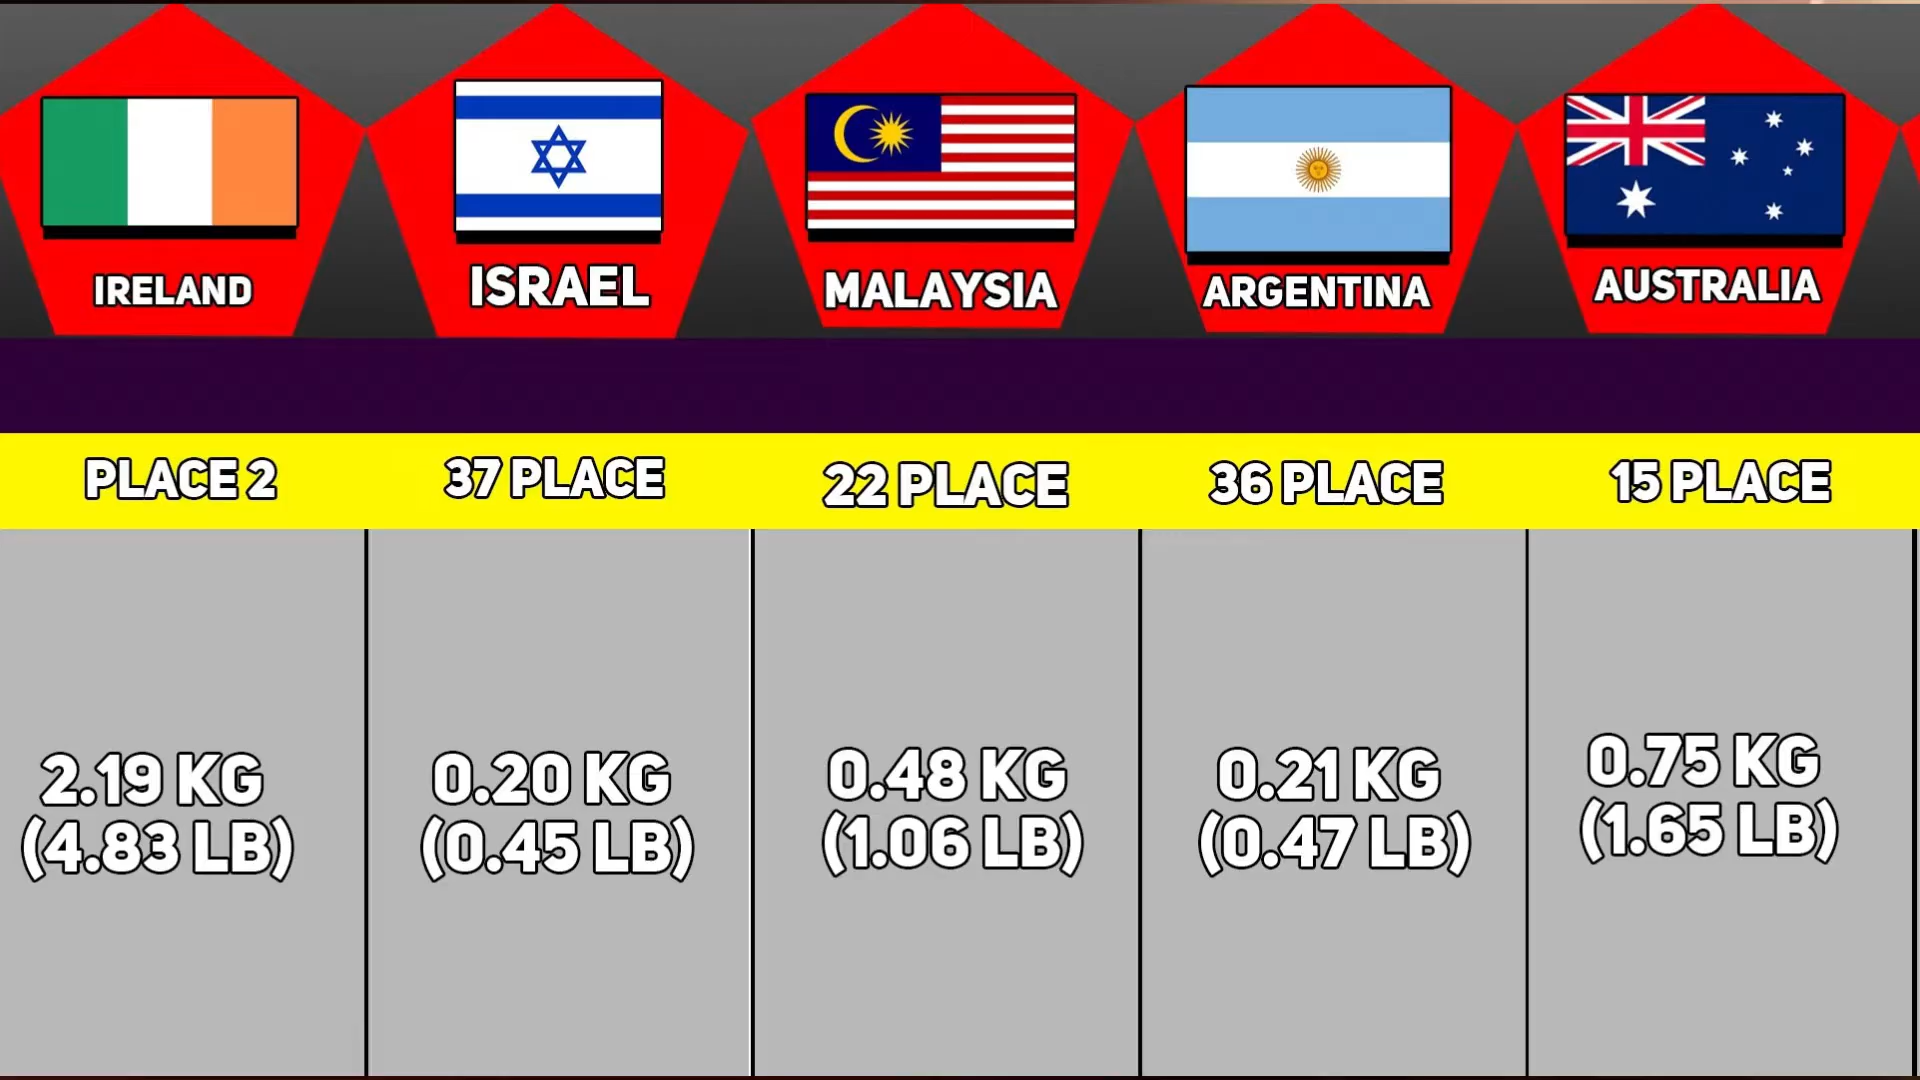 IRELAND
ISRAEL
MALAYSIA
ARGENTINA
AUSTRALIA
PLACE 2
37 PLACE
22 PLACE
36 PLACE
15 PLACE
2.19 KG
(4.83 LB)
0.20 KG
(0.45 LB)
0.48 KG
(1.06 LB)
0.21 KG
(0.47 LB)
0.75 KG
(1.65 LB)